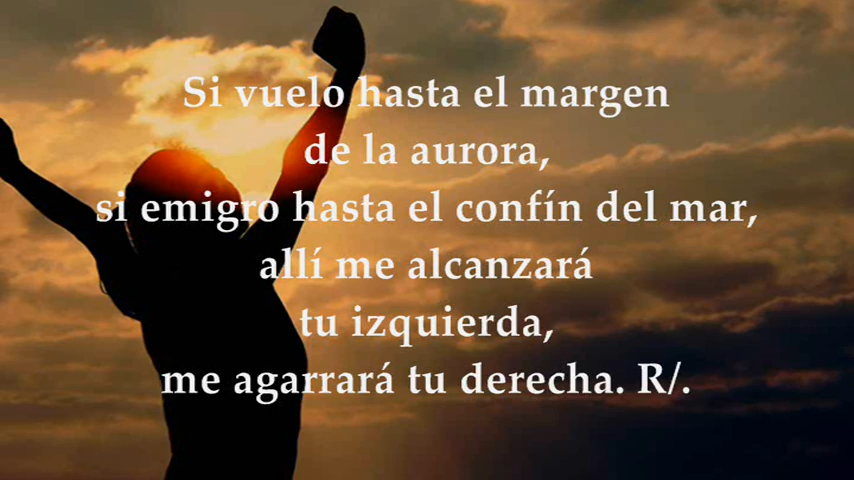 Si vuelo hasta el margen
de la aurora,
si emigro hasta el confín del mar,
allí me alcanzará
tu izquierda,
me agarrará tu derecha. R/.